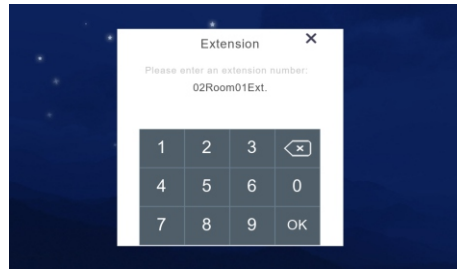 Extension
Please enter an extension number:
02Room01Ext.
1 2 3
4 5 6 0
7 8 9 OK